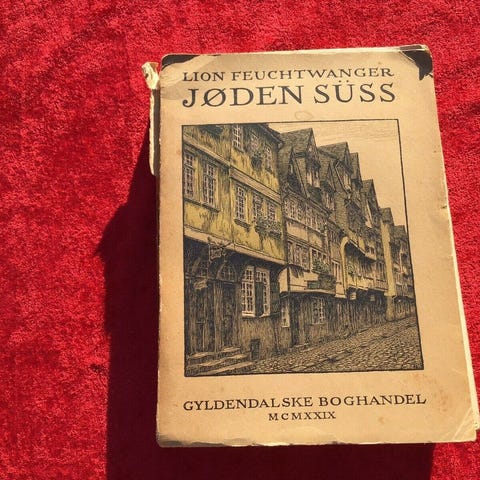 LION FEUCHTWANGER
JØDEN SÜSS
GYLDENDALSKE BOGHANDEL
MCMXXIX